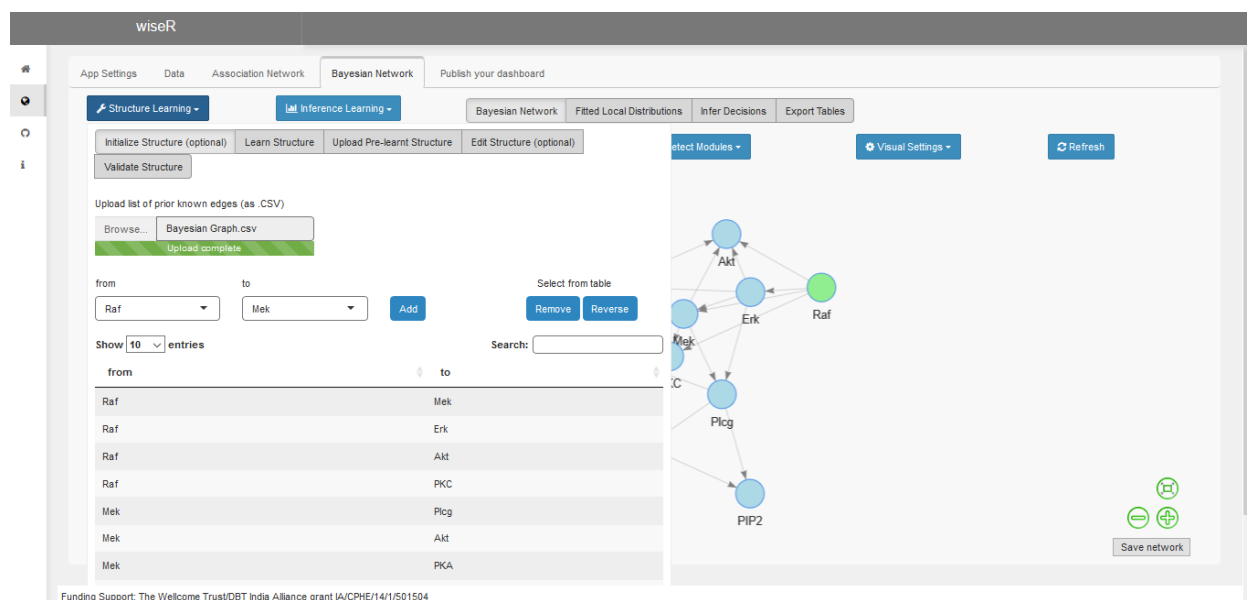 wiseR
App Settings Data Association Network Bayesian Network Publish your dashboard
Structure Learning Inference Learning Bayesian Network Fitted Local Distributions Infer Decisions Export Tables
Initialize Structure (optional) Learn Structure Upload Pre-learnt Structure Edit Structure (optional) etect Modules Visual Settings Refresh
Validate Structure
Upload list of prior known edges (as .CSV)
Browse... Bayesian Graph.csv
Upload complete
from to Select from table
Raf Mek Add Remove Reverse
Show 10 entries Search:
from to
Raf Mek
Raf Erk
Raf Akt
Raf PKC
Mek Plcg
Mek Akt
Mek PKA
Akt
Raf
Erk
Mek
KC
Plcg
PIP2
Save network
Funding Support: The Wellcome Trust/DBT India Alliance grant IA/CPHE/14/1/501504